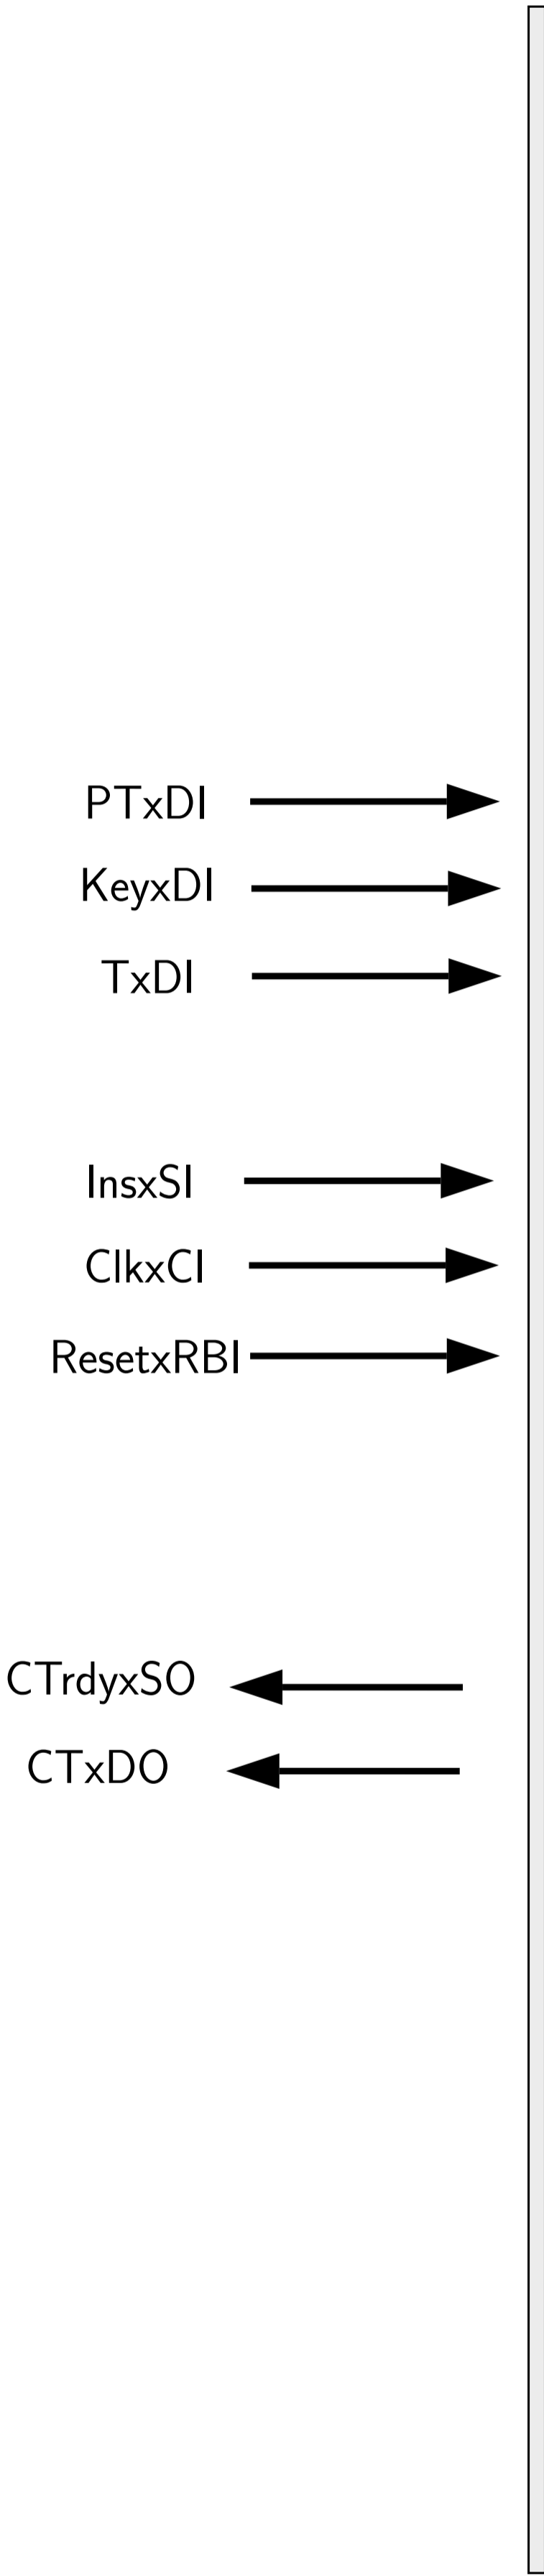 PTxDI
KeyxDI
TxDI
InsxSI
ClkxCI
ResetxRBI
CTrdyxSO
CTxDO